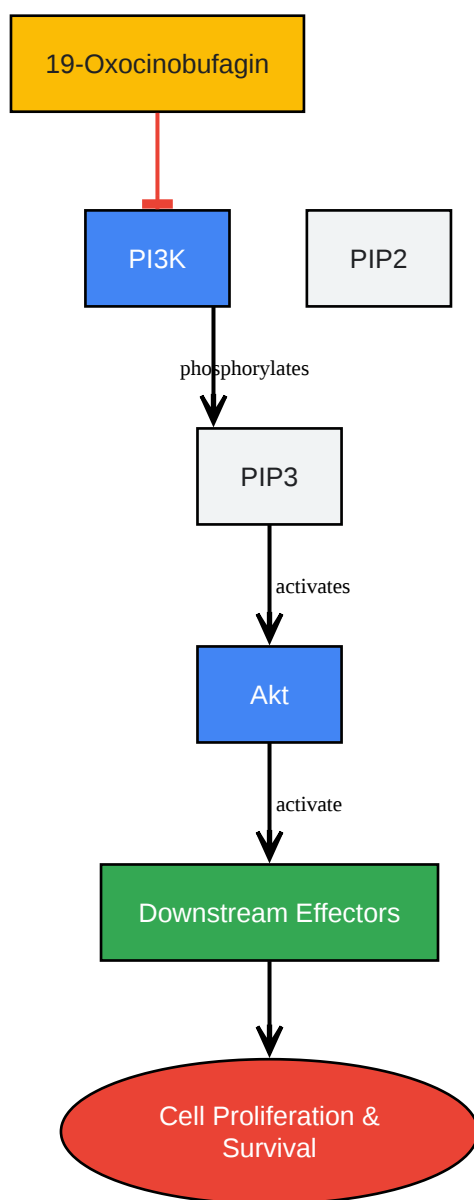 19-Oxocinobufagin
PI3K
PIP2
phosphorylates
PIP3
activates
Akt
activate
Downstream Effectors
Cell Proliferation &
Survival